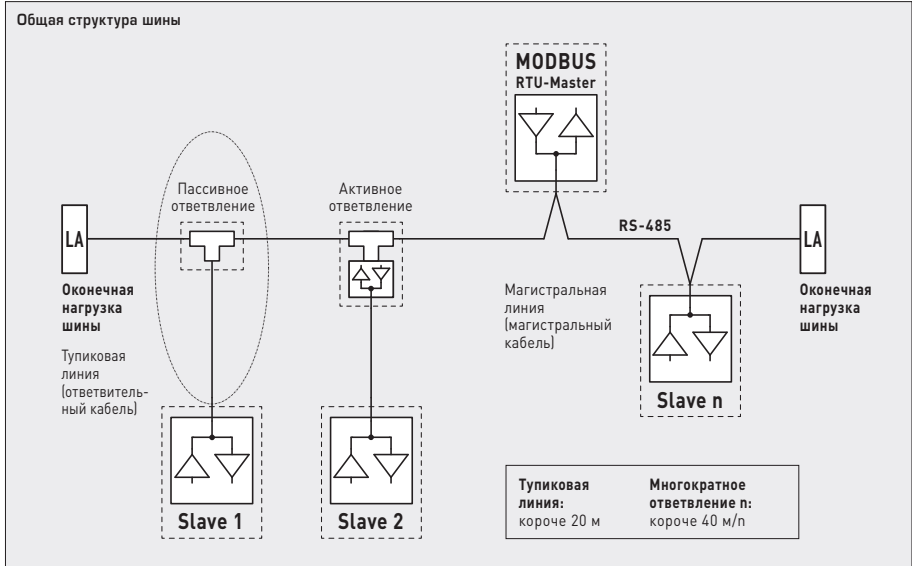 Общая структура шины
MODBUS
RTU-Master
Пассивное
ответвление
Активное
ответвление
RS-485
LA
LA
Оконечная
нагрузка
шины
Тупиковая
линия
(ответвитель-
ный кабель)
Магистральная
линия
(магистральный
кабель)
Оконечная
нагрузка
шины
Slave n
Slave 1
Slave 2
Тупиковая
линия:
короче 20 м
Многократное
ответвление n:
короче 40 м/n